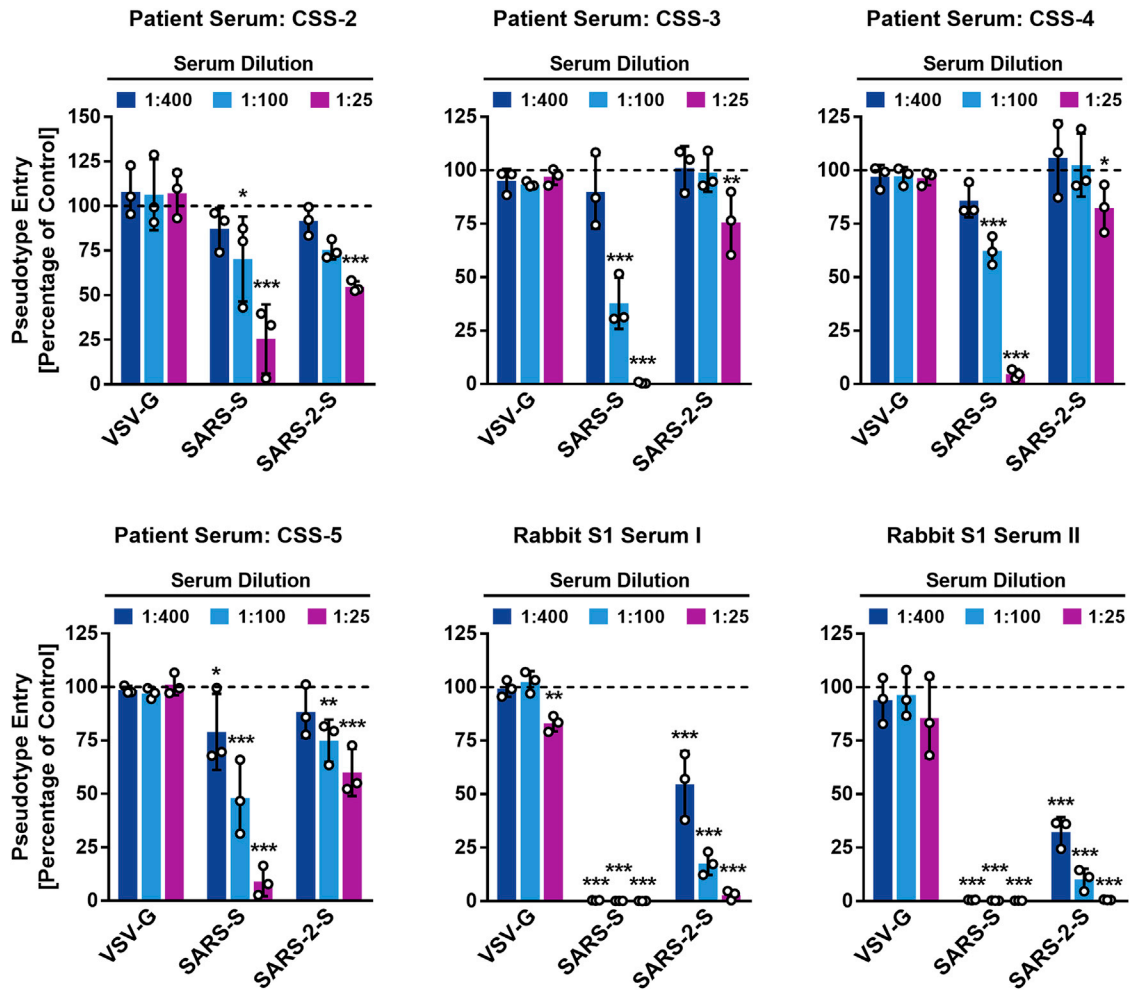 Patient Serum: CSS-2
Serum Dilution
1:400 1:100 1:25
Pseudotype Entry
[Percentage of Control]
150
125
100
75
50
25
0
*
***
***
VSV-G
SARS-S
SARS-2-S
Patient Serum: CSS-3
Serum Dilution
1:400 1:100 1:25
125
100
75
50
25
0
***
***
**
VSV-G
SARS-S
SARS-2-S
Patient Serum: CSS-4
Serum Dilution
1:400 1:100 1:25
125
100
75
50
25
0
***
***
*
VSV-G
SARS-S
SARS-2-S
Patient Serum: CSS-5
Serum Dilution
1:400 1:100 1:25
Pseudotype Entry
[Percentage of Control]
125
100
75
50
25
0
*
***
***
**
***
VSV-G
SARS-S
SARS-2-S
Rabbit S1 Serum I
Serum Dilution
1:400 1:100 1:25
125
100
75
50
25
0
**
***
***
***
***
***
***
VSV-G
SARS-S
SARS-2-S
Rabbit S1 Serum II
Serum Dilution
1:400 1:100 1:25
125
100
75
50
25
0
***
***
***
***
***
***
VSV-G
SARS-S
SARS-2-S